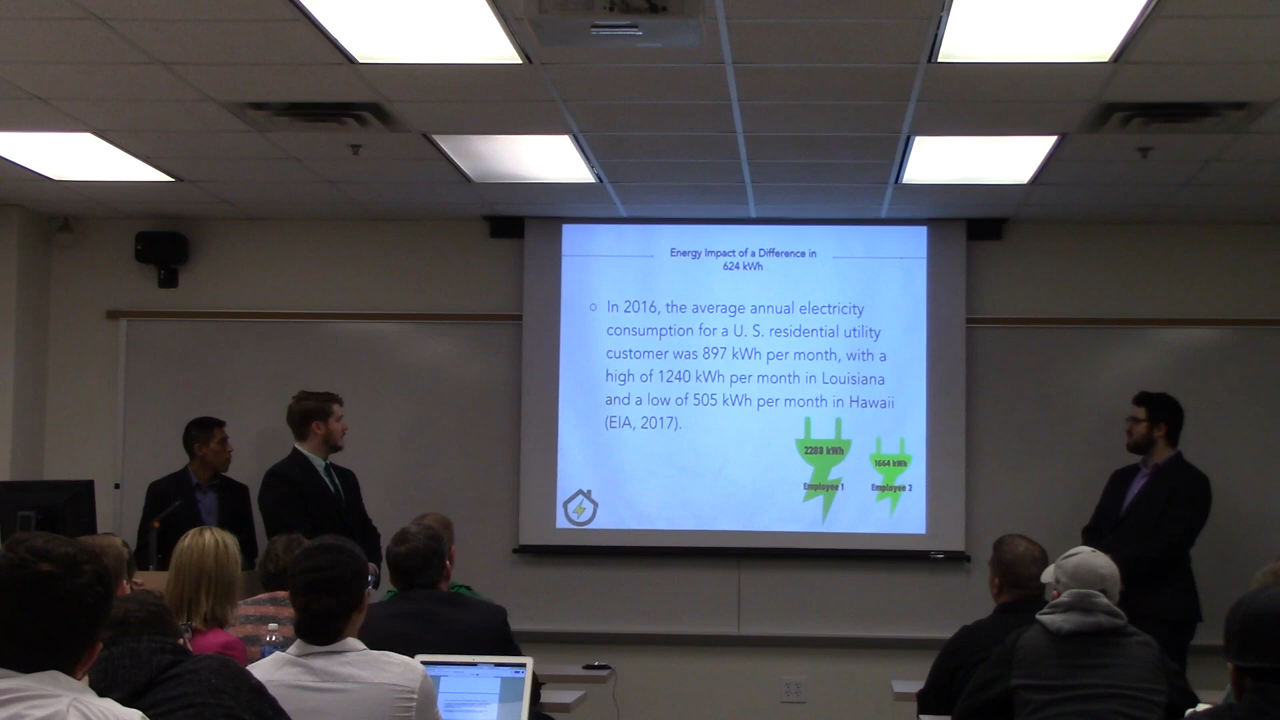 Energy Impact of a Difference in
624 kWh
In 2016, the average annual electricity
consumption for a U. S. residential utility
customer was 897 kWh per month, with a
high of 1240 kWh per month in Louisiana
and a low of 505 kWh per month in Hawaii
(EIA, 2017).
2288 kWh
1664 kWh
Employee 1
Employee 2